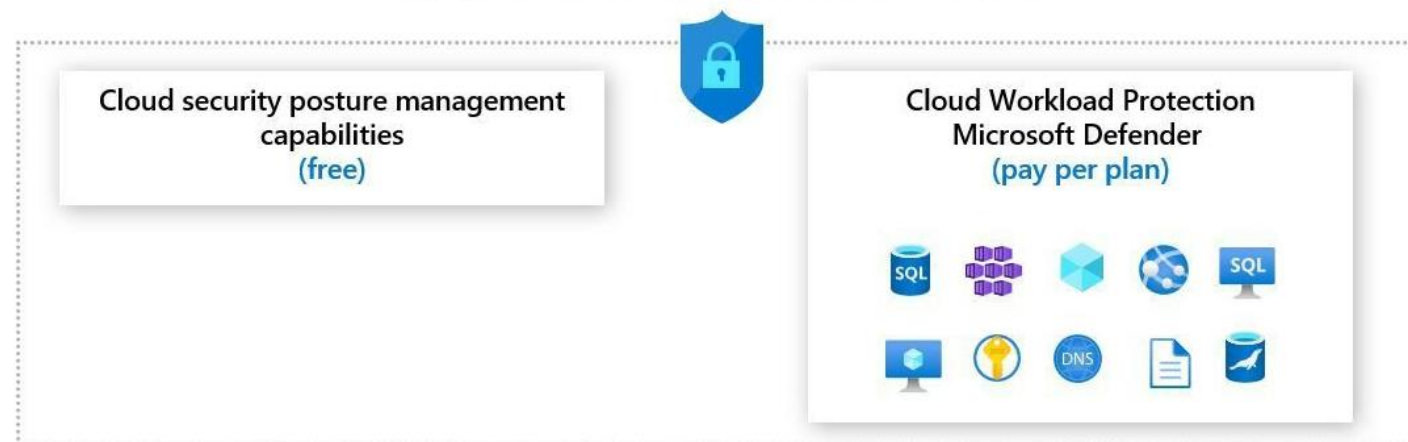 Cloud security posture management
capabilities
(free)
Cloud Workload Protection
Microsoft Defender
(pay per plan)
SQL
SQL
DNS